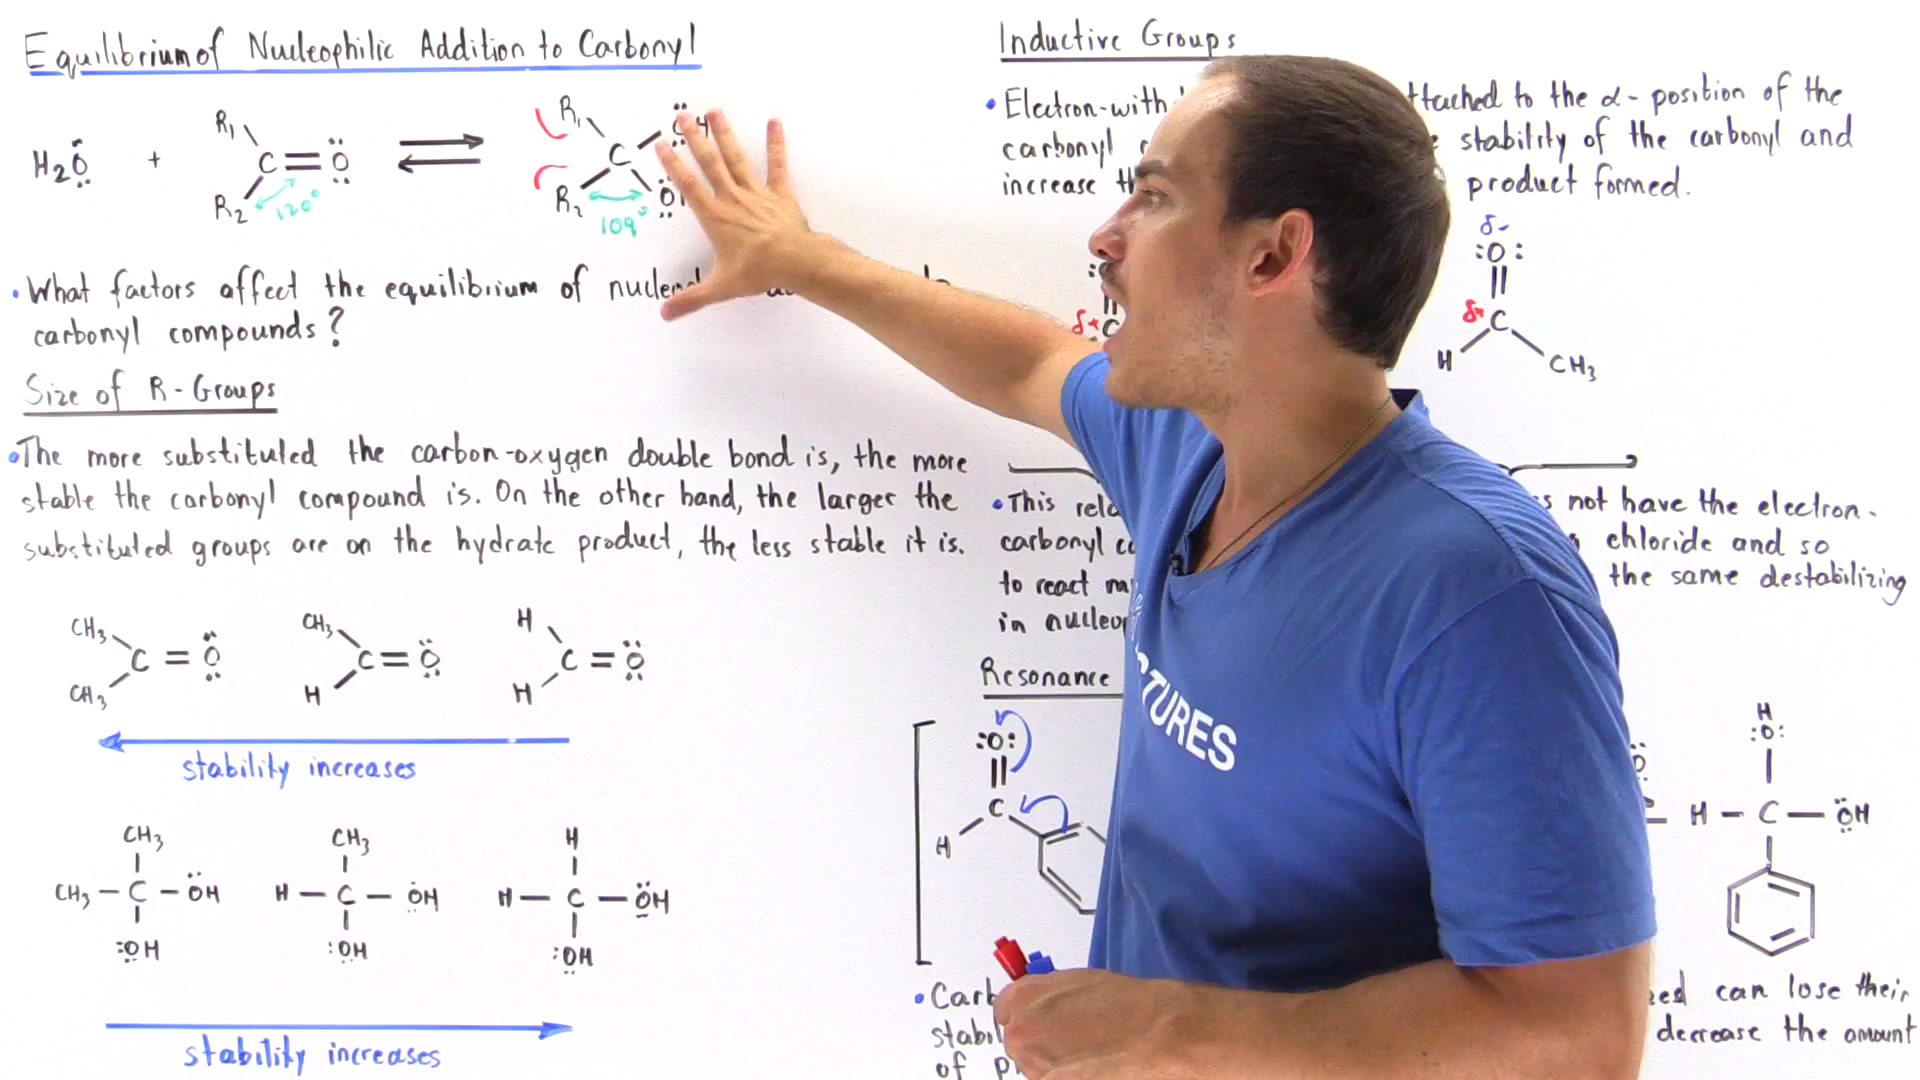 Equilibrium of Nucleophilic Addition to Carbonyl
H2O + R1 R2 C = O 120° ⇌ R1 R2 C 109°
• What factors affect the equilibrium of
carbonyl compounds?
Size of R-Groups
• The more substituted the carbon-oxygen double bond is, the more
stable the carbonyl compound is. On the other hand, the larger the
substituted groups are on the hydrate product, the less stable it is.
CH3 CH3 C = O
CH3 H C = O
H H C = O
stability increases
CH3
CH3 – C – OH
:OH
CH3
H – C – OH
:OH
H
H – C – OH
:OH
stability increases
Inductive Groups
• Electron- attached to the α-position of the
carbonyl stability of the carbonyl and
increase product formed.
δ+ C
δ-
:O:
δ+ C
H CH3
• This not have the electron-
carbonyl chloride and so
to react the same destabilizing
in
Resonance
:O:
C
H
H
:O:
H – C – OH
• can lose their
decrease the amount
of
TURES